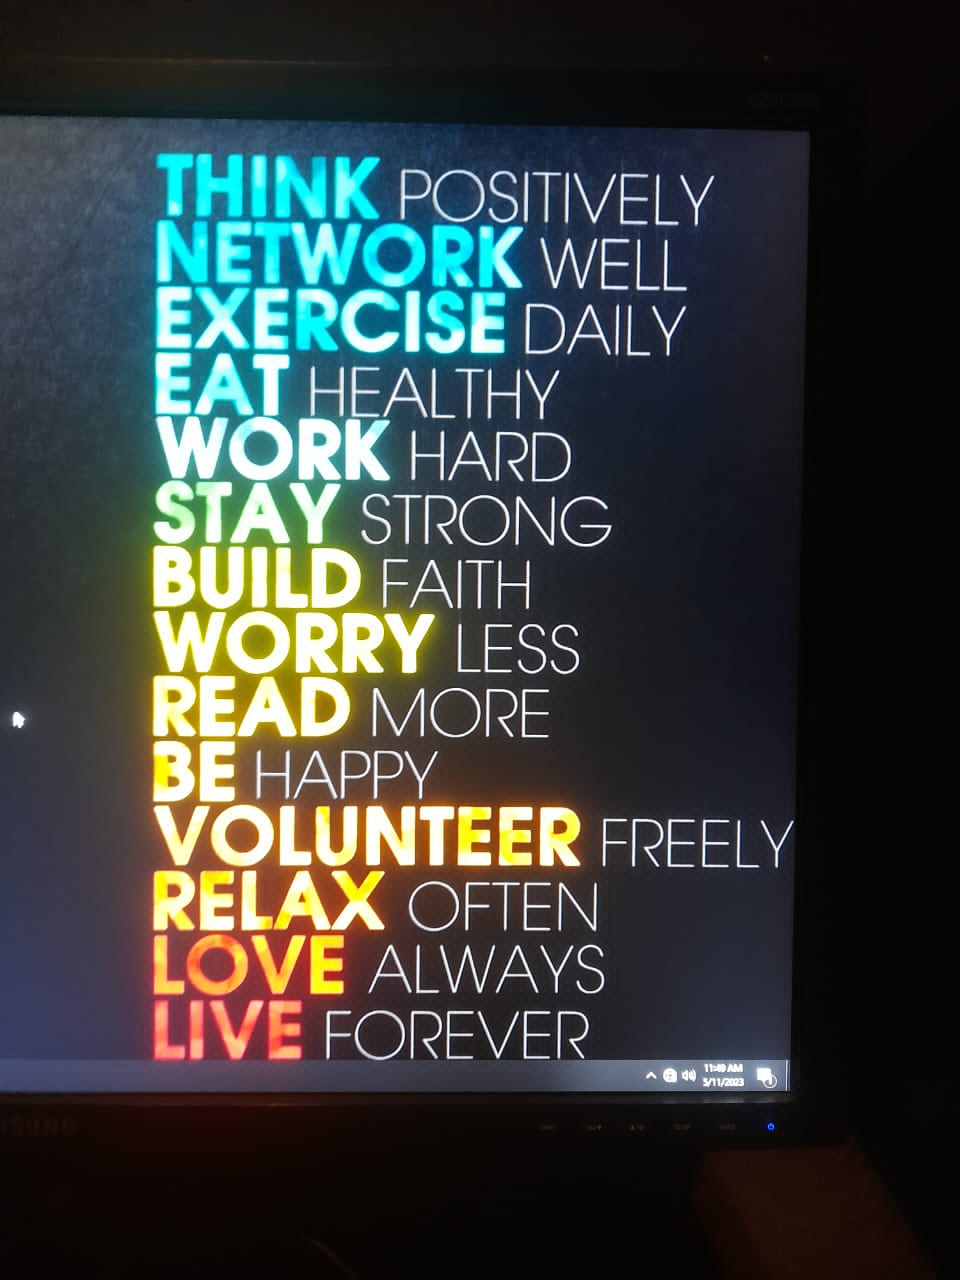 THINK POSITIVELY
NETWORK WELL
EXERCISE DAILY
EAT HEALTHY
WORK HARD
STAY STRONG
BUILD FAITH
WORRY LESS
READ MORE
BE HAPPY
VOLUNTEER FREELY
RELAX OFTEN
LOVE ALWAYS
LIVE FOREVER
11:49 AM
5/11/2023